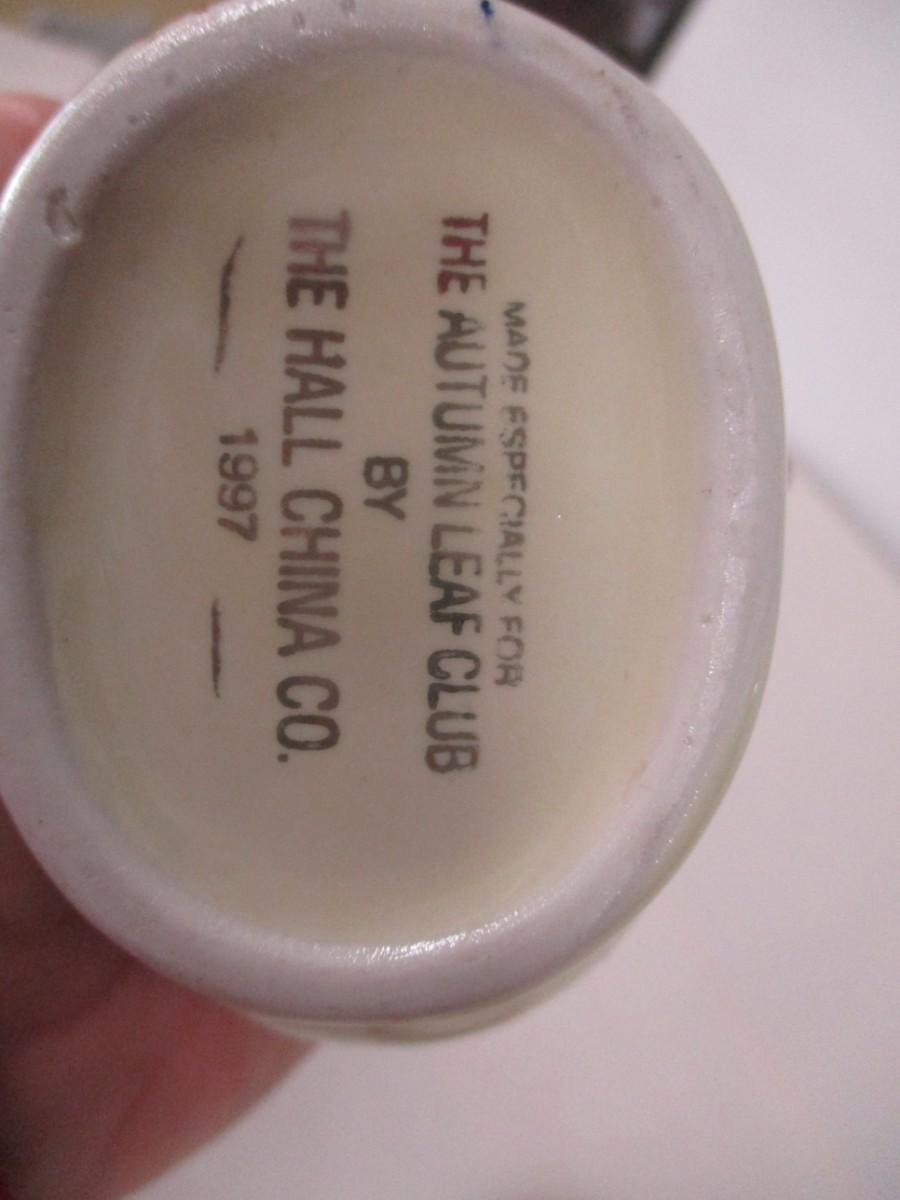 MADE ESPECIALLY FOR
THE AUTUMN LEAF CLUB
BY
THE HALL CHINA CO.
1997